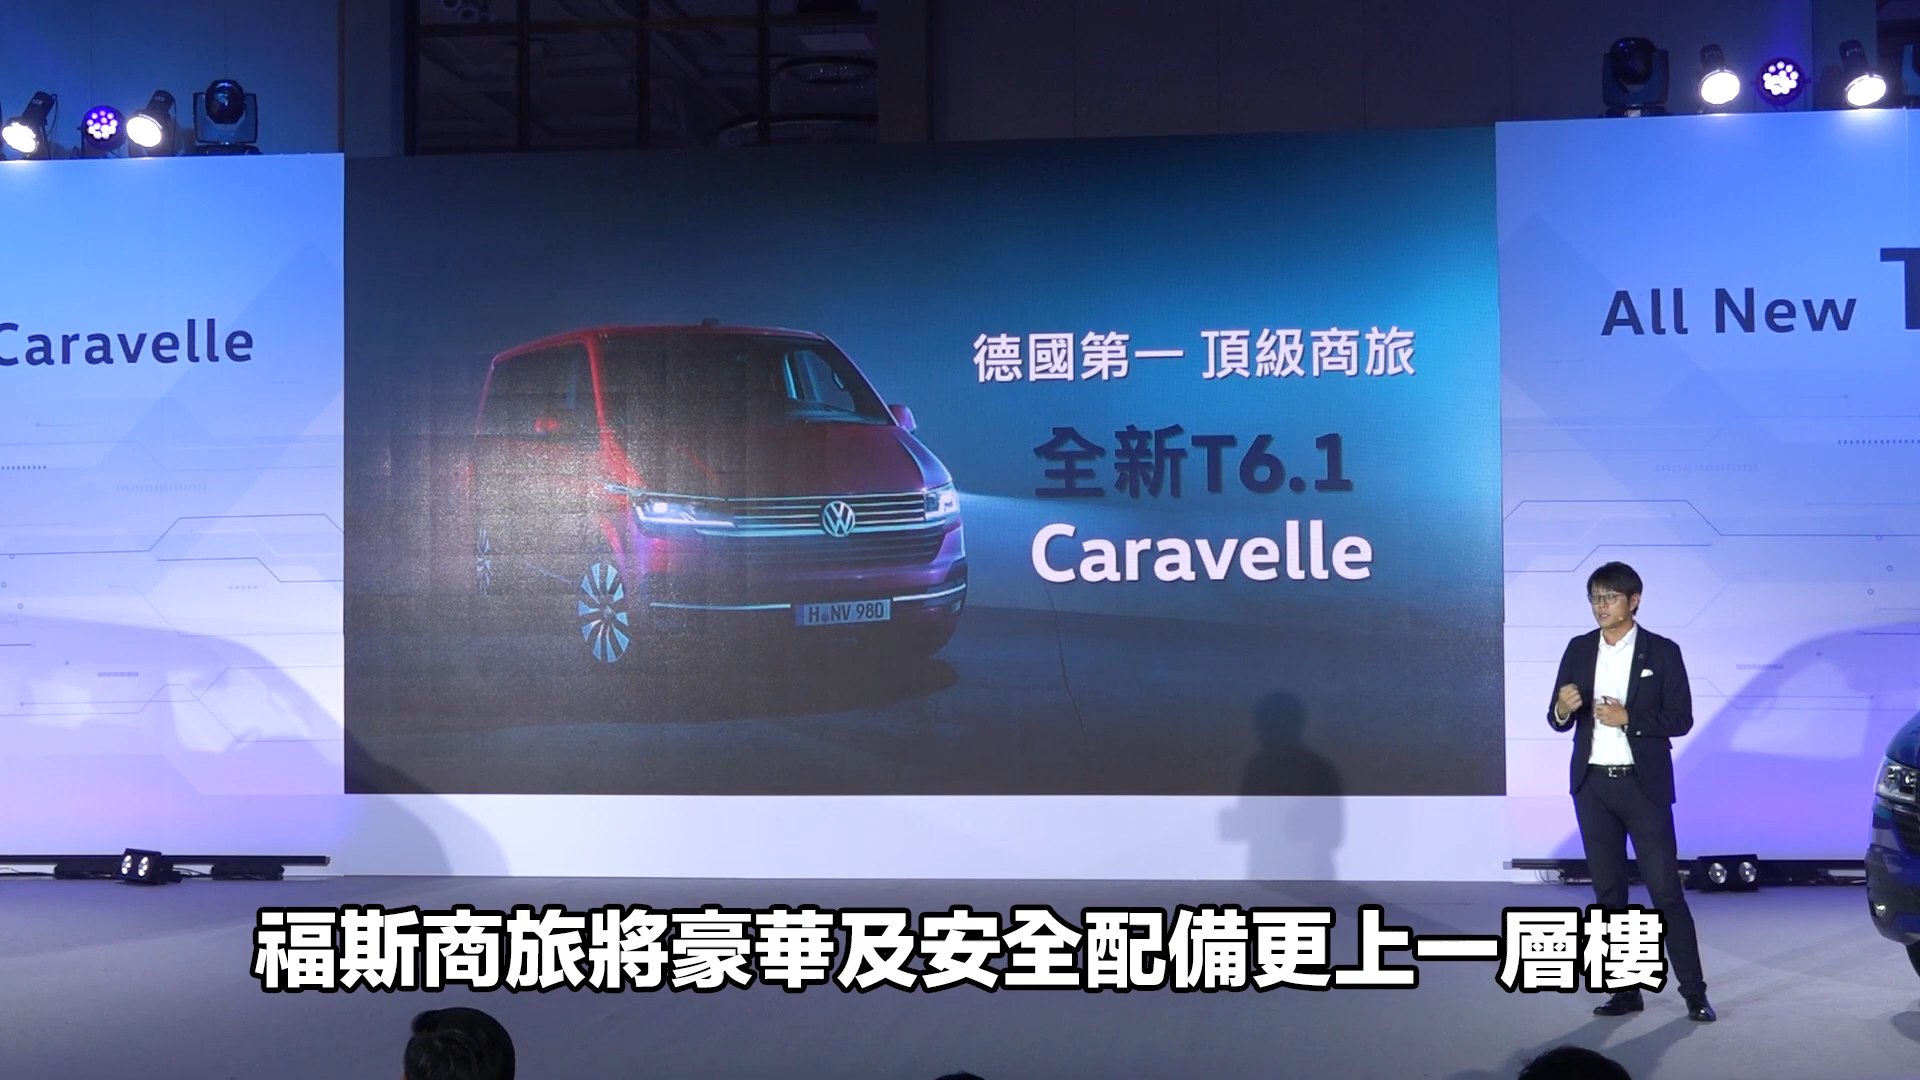 Caravelle
德國第一 頂級商旅
全新T6.1
Caravelle
H NV 980
All New T
福斯商旅將豪華及安全配備更上一層樓